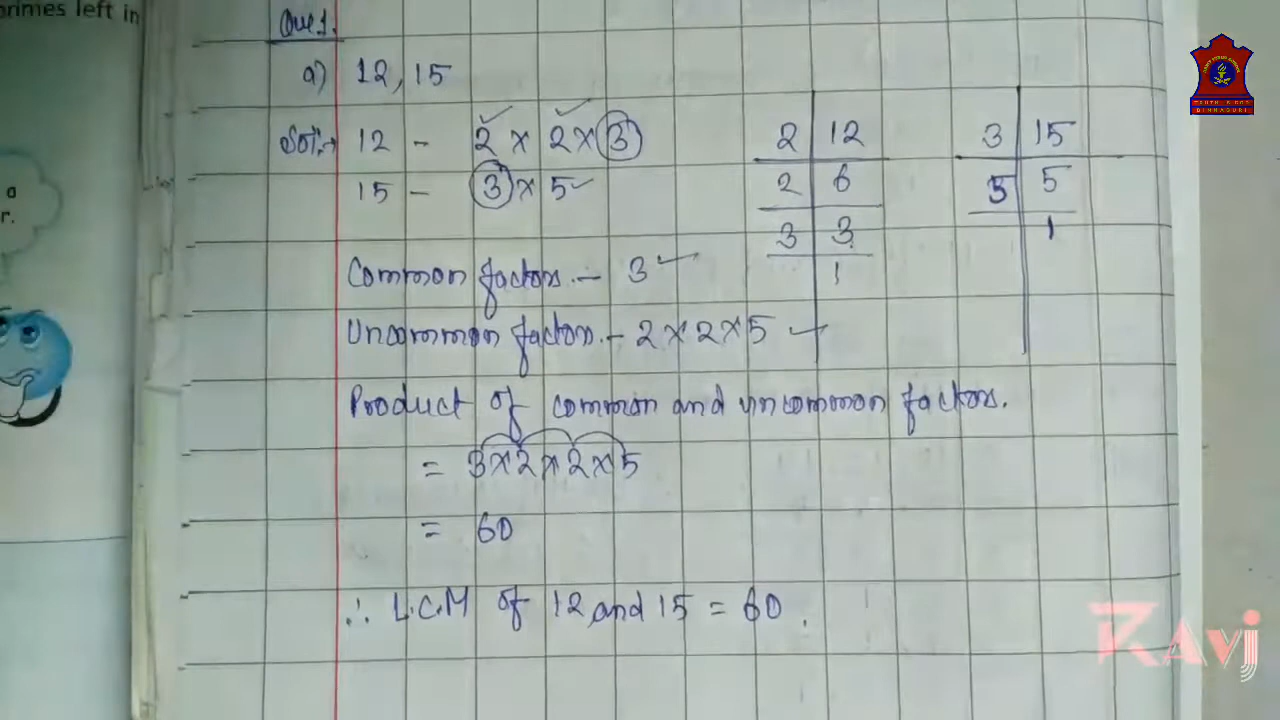 primes left in
a
r.
Que 1.
a) 12, 15
Sol:→ 12 - 2 × 2 × 3
15 - 3 × 5
Common factors. - 3
Uncommon factors. - 2 × 2 × 5
Product of common and uncommon factors.
= 3 × 2 × 2 × 5
= 60
∴ L.C.M of 12 and 15 = 60.
2 | 12
2 | 6
3 | 3
1
3 | 15
5 | 5
1
RAvj